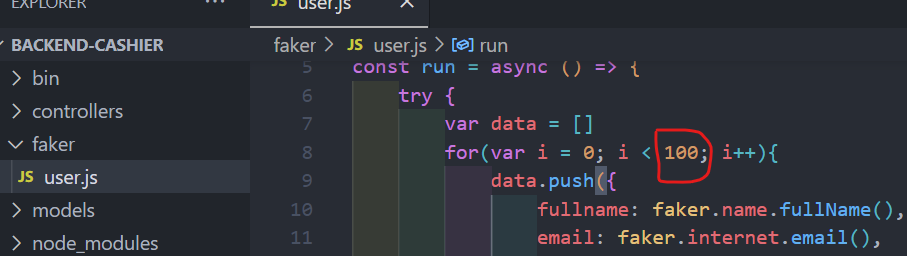 EXPLORER
...
JS user.js ×
BACKEND-CASHIER
bin
controllers
faker
JS user.js
models
node_modules
faker > JS user.js > run
5 const run = async () => {
6 try {
7 var data = []
8 for(var i = 0; i < 100; i++){
9 data.push({
10 fullname: faker.name.fullName(),
11 email: faker.internet.email(),